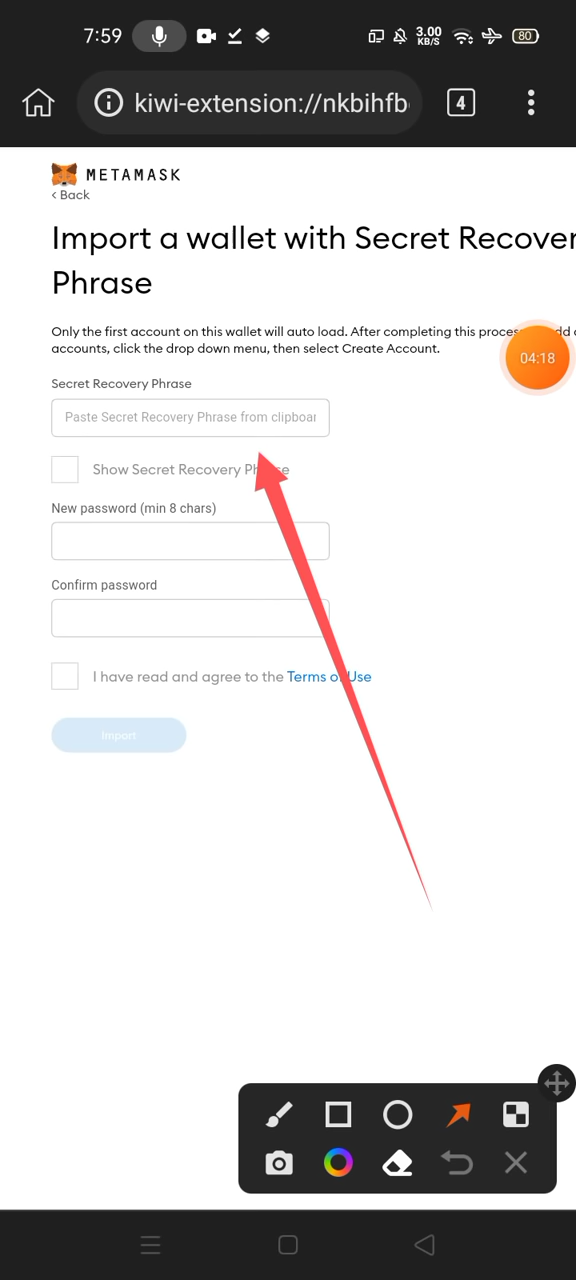 7:59
3.00
KB/S
80
kiwi-extension://nkbihfb
4
METAMASK
< Back
Import a wallet with Secret Recover
Phrase
Only the first account on this wallet will auto load. After completing this proces
accounts, click the drop down menu, then select Create Account.
04:18
Secret Recovery Phrase
Paste Secret Recovery Phrase from clipboar
Show Secret Recovery Phrase
New password (min 8 chars)
Confirm password
I have read and agree to the Terms of Use
Import